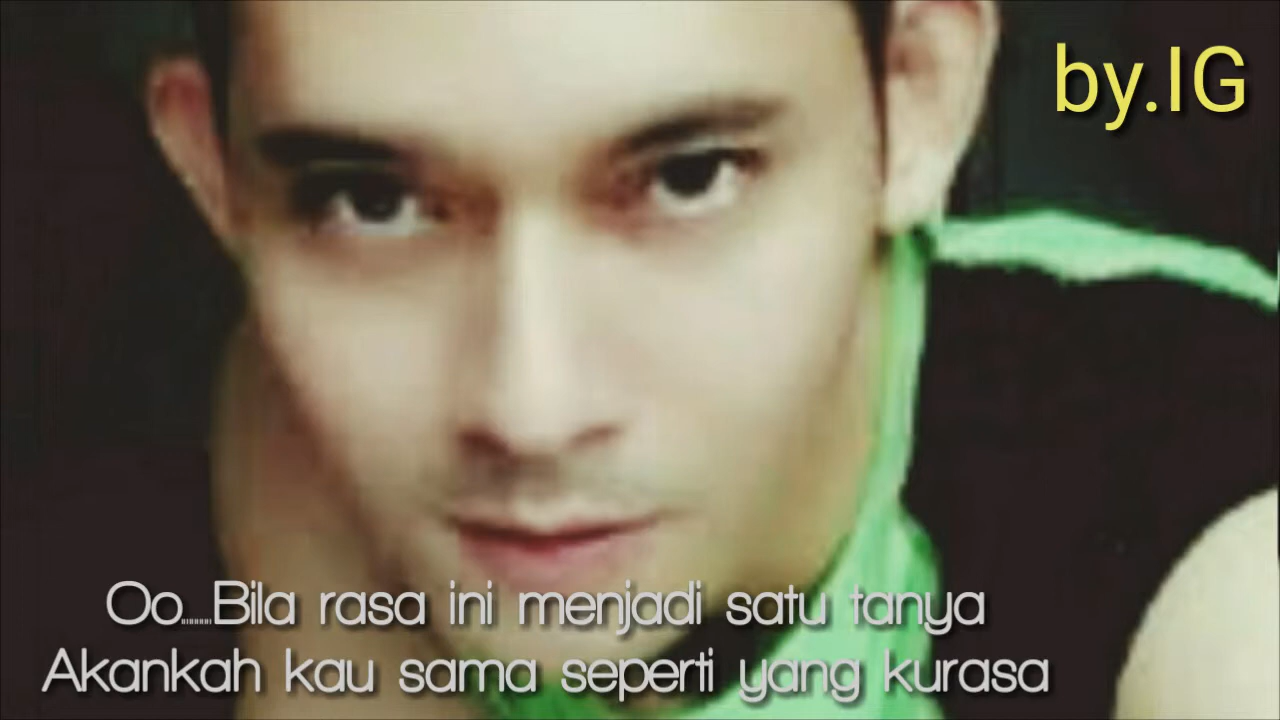 by.IG
Oo.........Bila rasa ini menjadi satu tanya
Akankah kau sama seperti yang kurasa